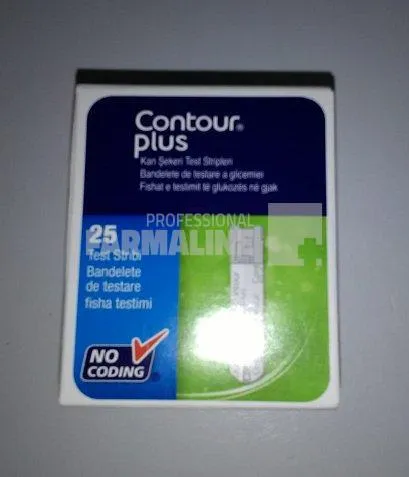 Contour®
plus
Kan Şekeri Test Stripleri
Bandelete de testare a glicemiei
Fishat e testimit të glukozës në gjak
PROFESSIONAL
FARMALINE
25
Test Stribi
Bandelete
de testare
fisha testimi
NO
CODING